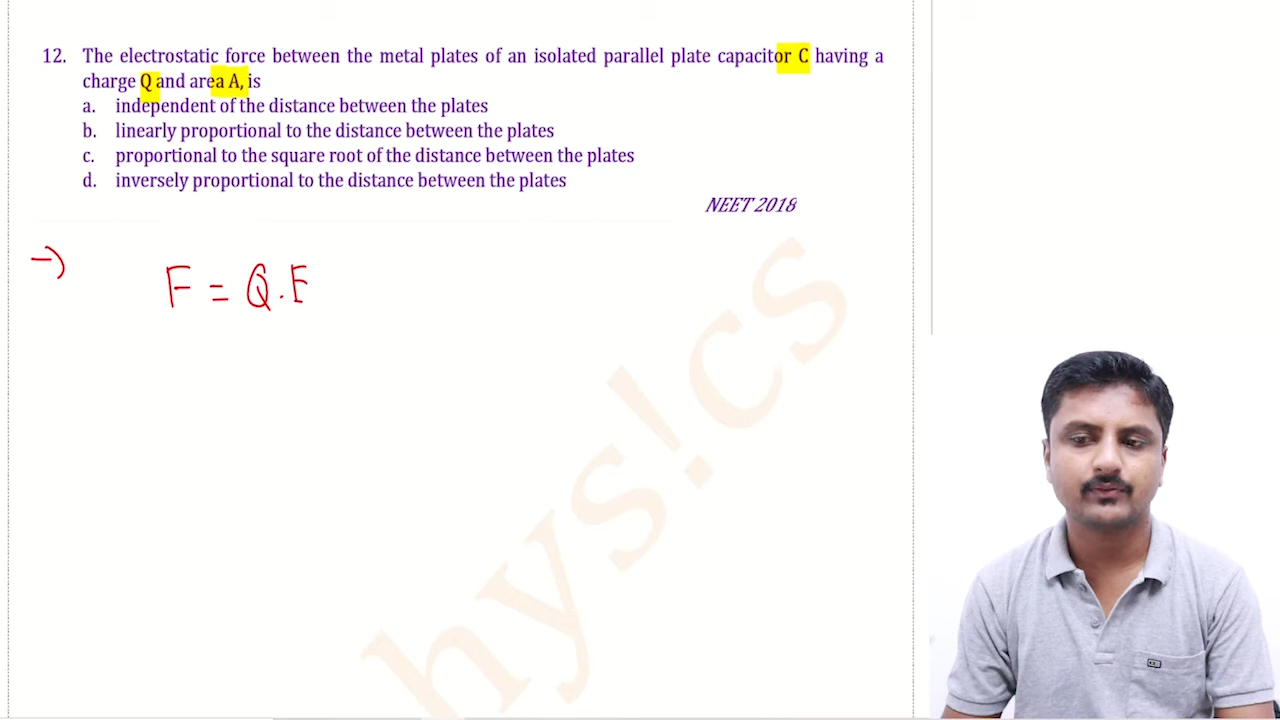 12. The electrostatic force between the metal plates of an isolated parallel plate capacitor C having a
charge Q and area A, is
a. independent of the distance between the plates
b. linearly proportional to the distance between the plates
c. proportional to the square root of the distance between the plates
d. inversely proportional to the distance between the plates
NEET 2018
→ F = Q.E
hys!cs